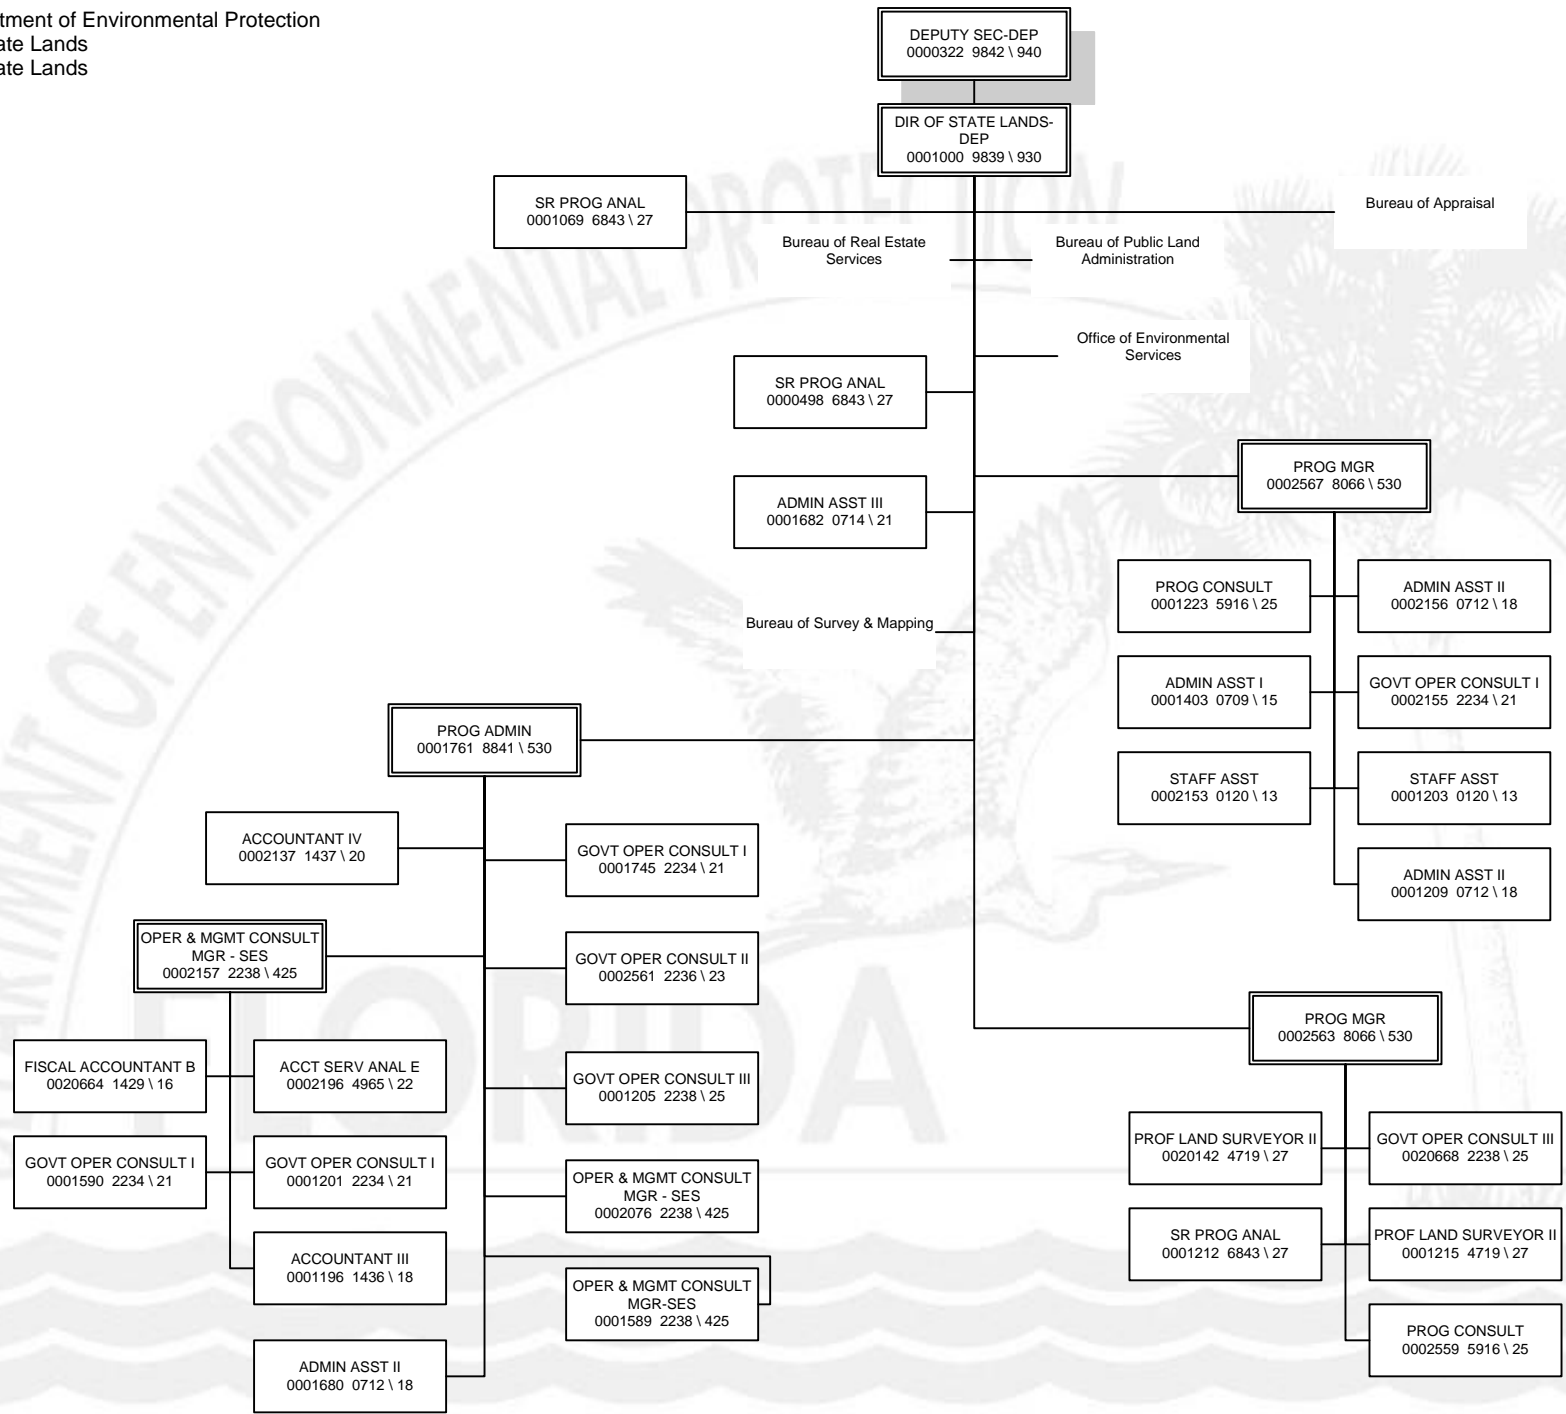 tment of Environmental Protection
ate Lands
ate Lands
DEPUTY SEC-DEP
0000322 9842 \ 940
DIR OF STATE LANDS-
DEP
0001000 9839 \ 930
SR PROG ANAL
0001069 6843 \ 27
Bureau of Appraisal
Bureau of Real Estate
Services
Bureau of Public Land
Administration
Office of Environmental
Services
SR PROG ANAL
0000498 6843 \ 27
PROG MGR
0002567 8066 \ 530
ADMIN ASST III
0001682 0714 \ 21
PROG CONSULT
0001223 5916 \ 25
ADMIN ASST II
0002156 0712 \ 18
Bureau of Survey & Mapping
ADMIN ASST I
0001403 0709 \ 15
GOVT OPER CONSULT I
0002155 2234 \ 21
PROG ADMIN
0001761 8841 \ 530
STAFF ASST
0002153 0120 \ 13
STAFF ASST
0001203 0120 \ 13
ACCOUNTANT IV
0002137 1437 \ 20
GOVT OPER CONSULT I
0001745 2234 \ 21
ADMIN ASST II
0001209 0712 \ 18
OPER & MGMT CONSULT
MGR - SES
0002157 2238 \ 425
GOVT OPER CONSULT II
0002561 2236 \ 23
PROG MGR
0002563 8066 \ 530
FISCAL ACCOUNTANT B
0020664 1429 \ 16
ACCT SERV ANAL E
0002196 4965 \ 22
GOVT OPER CONSULT III
0001205 2238 \ 25
PROF LAND SURVEYOR II
0020142 4719 \ 27
GOVT OPER CONSULT III
0020668 2238 \ 25
GOVT OPER CONSULT I
0001590 2234 \ 21
GOVT OPER CONSULT I
0001201 2234 \ 21
OPER & MGMT CONSULT
MGR - SES
0002076 2238 \ 425
SR PROG ANAL
0001212 6843 \ 27
PROF LAND SURVEYOR II
0001215 4719 \ 27
ACCOUNTANT III
0001196 1436 \ 18
OPER & MGMT CONSULT
MGR-SES
0001589 2238 \ 425
PROG CONSULT
0002559 5916 \ 25
ADMIN ASST II
0001680 0712 \ 18
OF ENVIRONMENTAL PROTECTION
FLORIDA